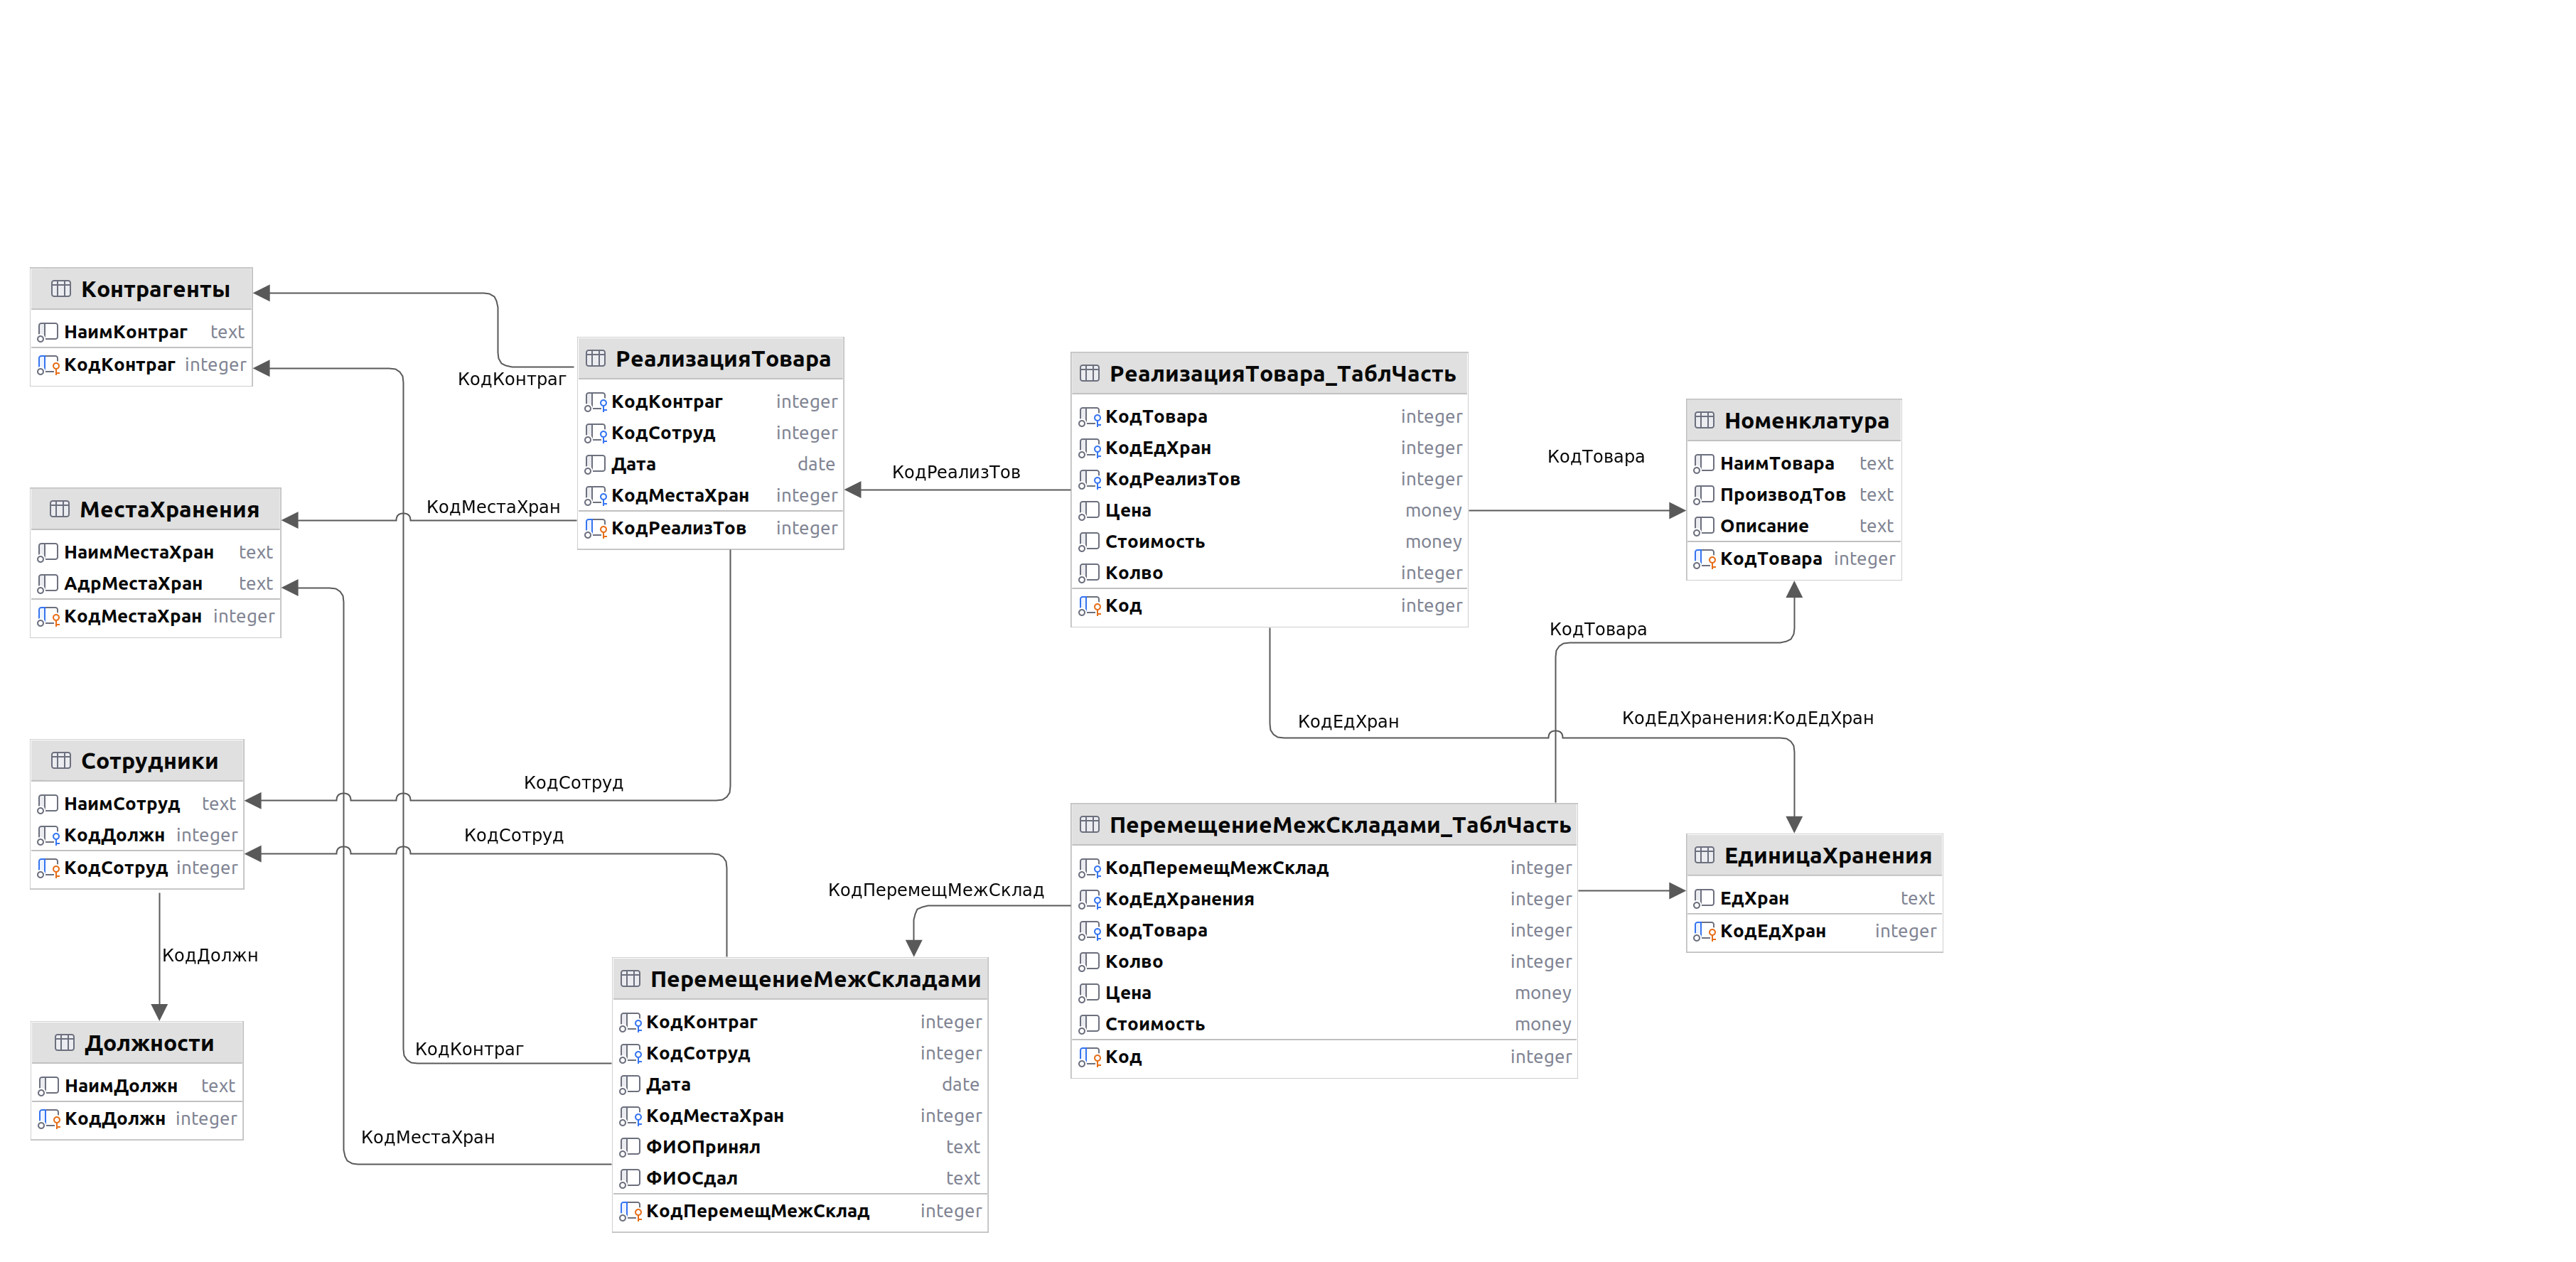 Контрагенты
НаимКонтраг text
КодКонтраг integer
КодКонтраг
РеализацияТовара
КодКонтраг integer
КодСотруд integer
Дата date
КодМестаХран integer
КодРеализТов integer
КодРеализТов
РеализацияТовара_ТаблЧасть
КодТовара integer
КодЕдХран integer
КодРеализТов integer
Цена money
Стоимость money
Колво integer
Код integer
КодТовара
Номенклатура
НаимТовара text
ПроизводТов text
Описание text
КодТовара integer
КодМестаХран
МестаХранения
НаимМестаХран text
АдрМестаХран text
КодМестаХран integer
КодТовара
КодЕдХран
КодЕдХранения:КодЕдХран
Сотрудники
НаимСотруд text
КодДолжн integer
КодСотруд integer
КодСотруд
КодСотруд
КодПеремещМежСклад
ПеремещениеМежСкладами_ТаблЧасть
КодПеремещМежСклад integer
КодЕдХранения integer
КодТовара integer
Колво integer
Цена money
Стоимость money
Код integer
ЕдиницаХранения
ЕдХран text
КодЕдХран integer
КодДолжн
Должности
НаимДолжн text
КодДолжн integer
КодКонтраг
КодМестаХран
ПеремещениеМежСкладами
КодКонтраг integer
КодСотруд integer
Дата date
КодМестаХран integer
ФИОПринял text
ФИОСдал text
КодПеремещМежСклад integer